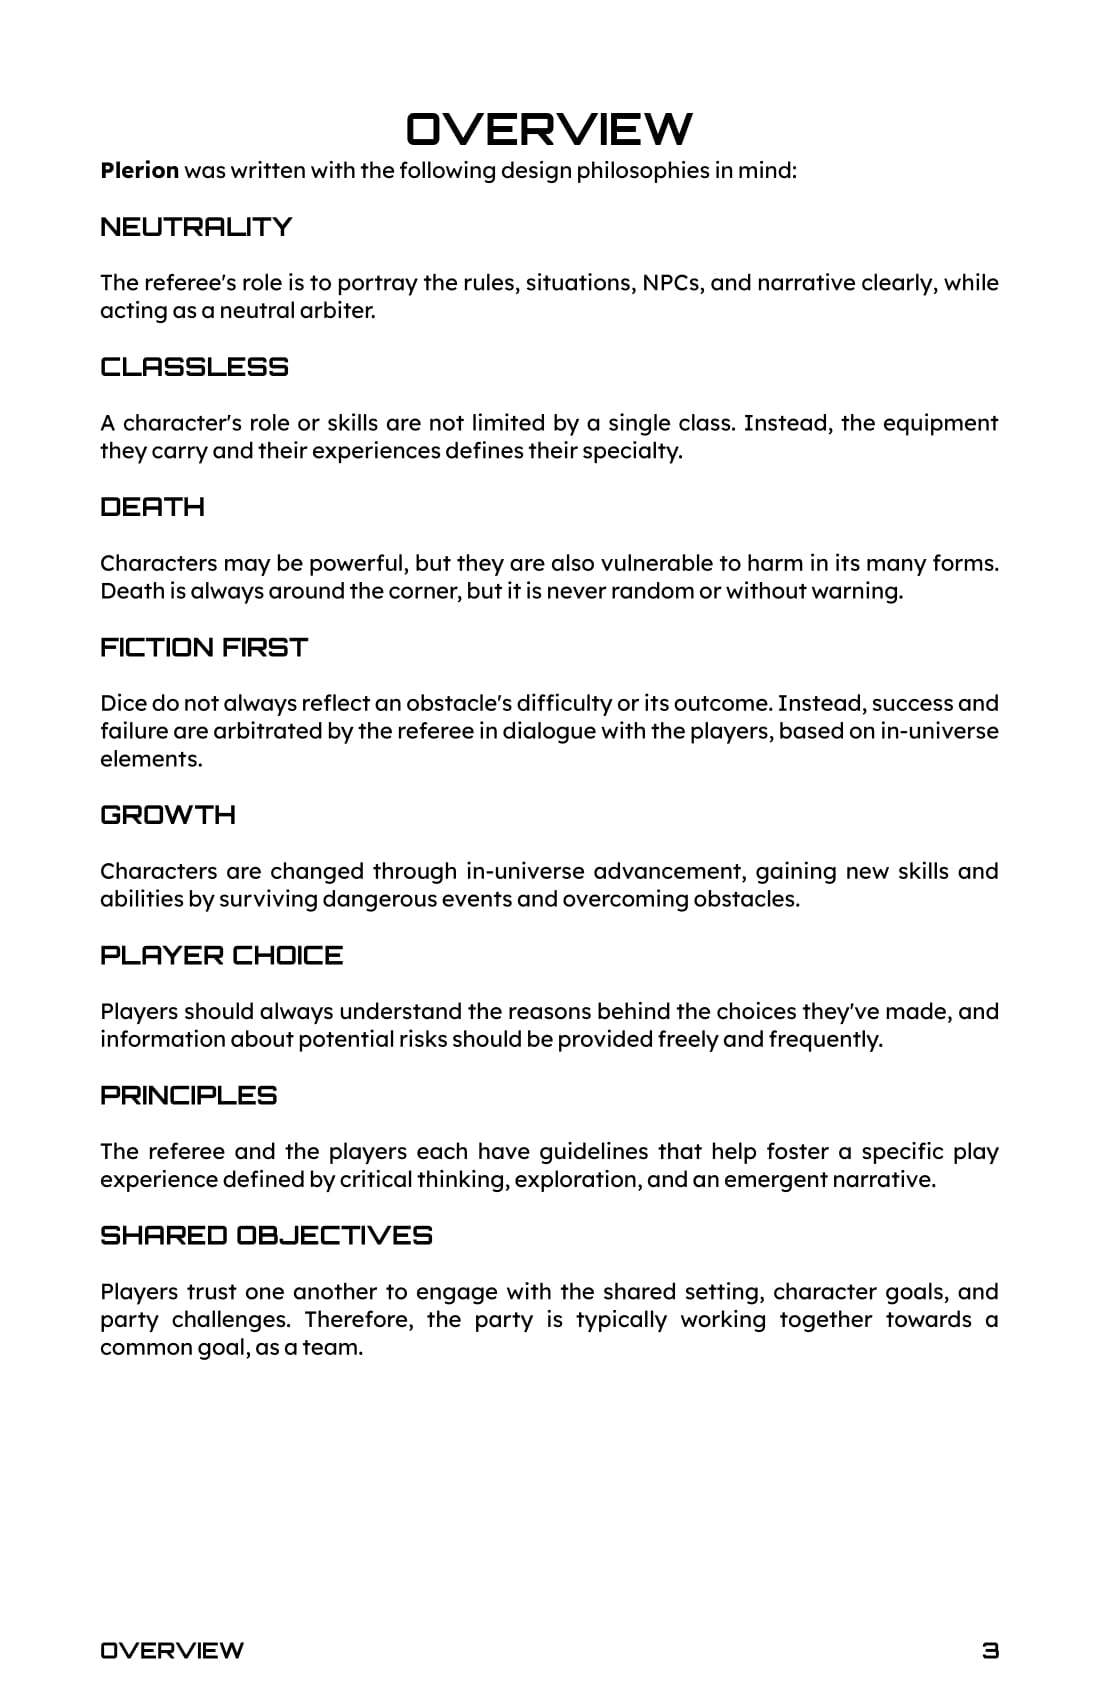 OVERVIEW
Plerion was written with the following design philosophies in mind:
NEUTRALITY
The referee's role is to portray the rules, situations, NPCs, and narrative clearly, while
acting as a neutral arbiter.
CLASSLESS
A character's role or skills are not limited by a single class. Instead, the equipment
they carry and their experiences defines their specialty.
DEATH
Characters may be powerful, but they are also vulnerable to harm in its many forms.
Death is always around the corner, but it is never random or without warning.
FICTION FIRST
Dice do not always reflect an obstacle's difficulty or its outcome. Instead, success and
failure are arbitrated by the referee in dialogue with the players, based on in-universe
elements.
GROWTH
Characters are changed through in-universe advancement, gaining new skills and
abilities by surviving dangerous events and overcoming obstacles.
PLAYER CHOICE
Players should always understand the reasons behind the choices they've made, and
information about potential risks should be provided freely and frequently.
PRINCIPLES
The referee and the players each have guidelines that help foster a specific play
experience defined by critical thinking, exploration, and an emergent narrative.
SHARED OBJECTIVES
Players trust one another to engage with the shared setting, character goals, and
party challenges. Therefore, the party is typically working together towards a
common goal, as a team.
OVERVIEW 3